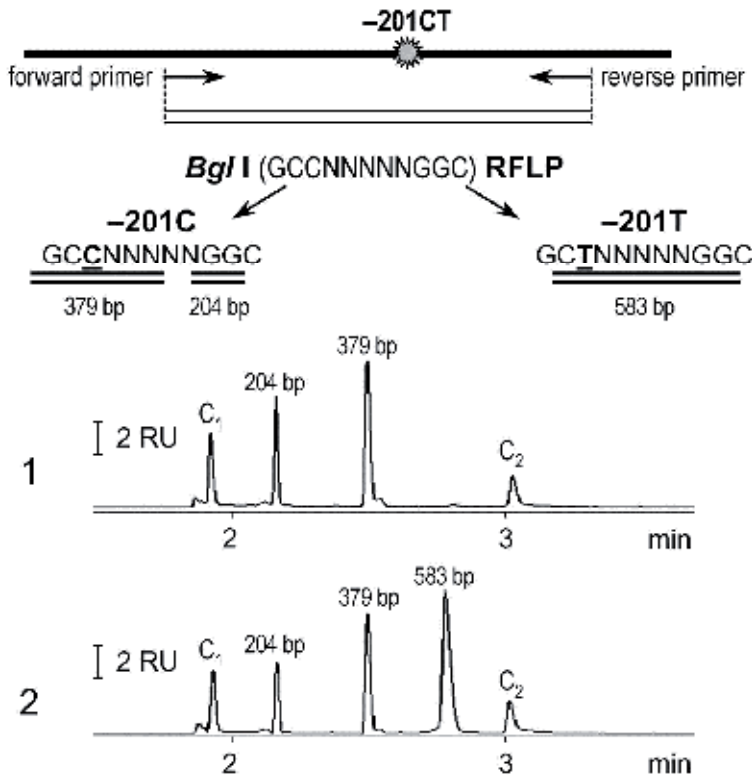 –201CT
forward primer
reverse primer
Bgl I (GCCNNNNNGGC) RFLP
–201C
–201T
GCCNNNNNGGC
GCTNNNNNGGC
379 bp
204 bp
583 bp
1
2 RU
C1
204 bp
379 bp
C2
2
3
min
2
2 RU
C1
204 bp
379 bp
583 bp
C2
2
3
min